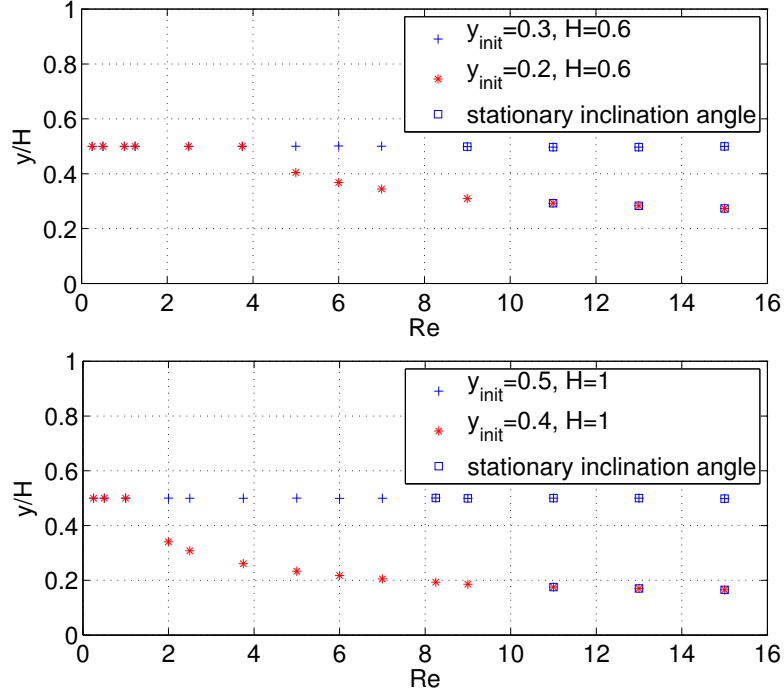 1
0.8
0.6
0.4
0.2
0
y/H
y_init=0.3, H=0.6
y_init=0.2, H=0.6
stationary inclination angle
0 2 4 6 8 10 12 14 16
Re
1
0.8
0.6
0.4
0.2
0
y/H
y_init=0.5, H=1
y_init=0.4, H=1
stationary inclination angle
0 2 4 6 8 10 12 14 16
Re